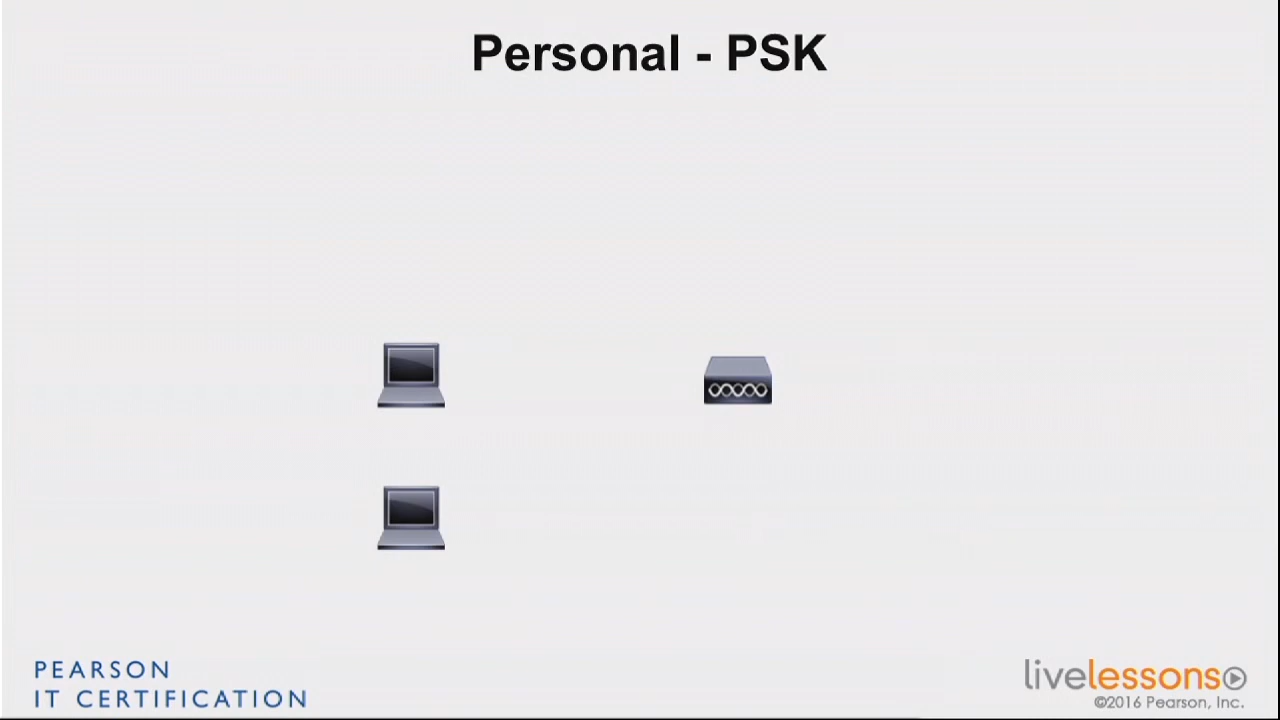 Personal - PSK
PEARSON
IT CERTIFICATION
livelessons
©2016 Pearson, Inc.